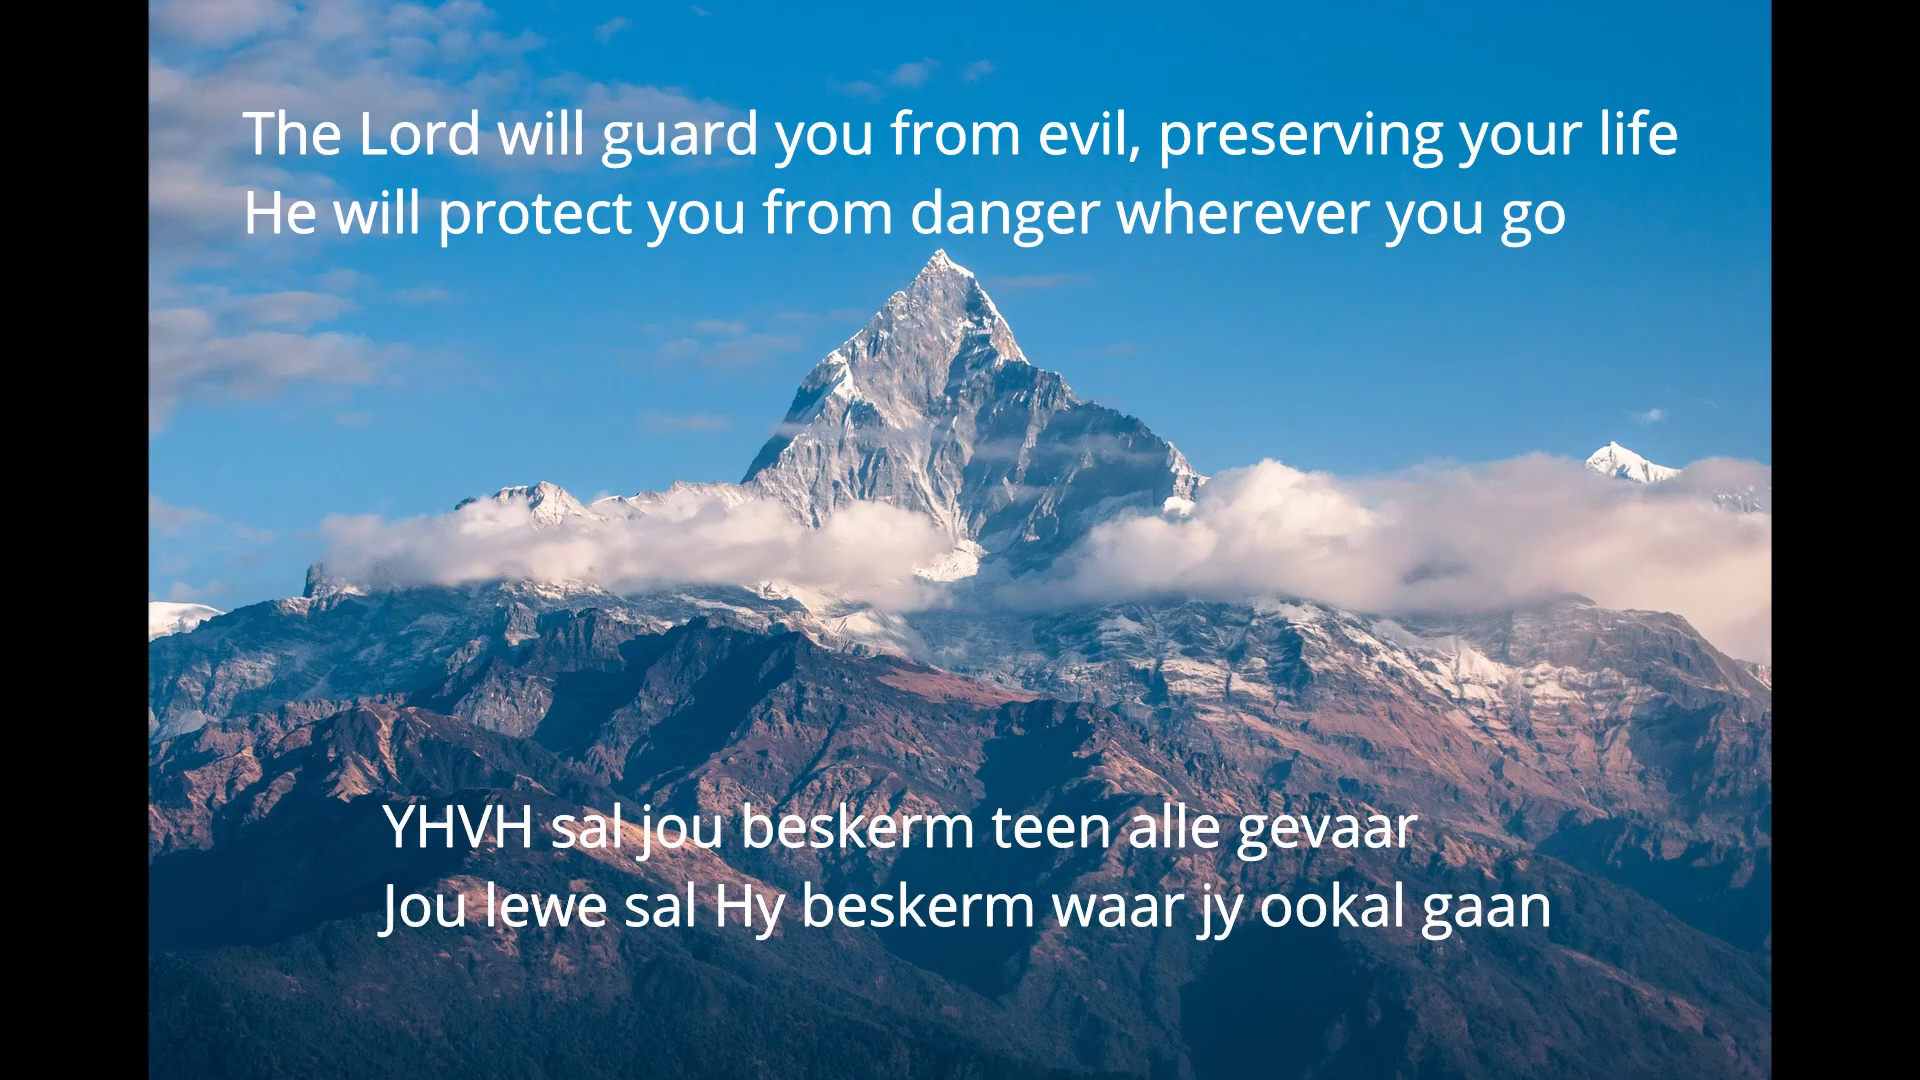 The Lord will guard you from evil, preserving your life
He will protect you from danger wherever you go
YHVH sal jou beskerm teen alle gevaar
Jou lewe sal Hy beskerm waar jy ookal gaan